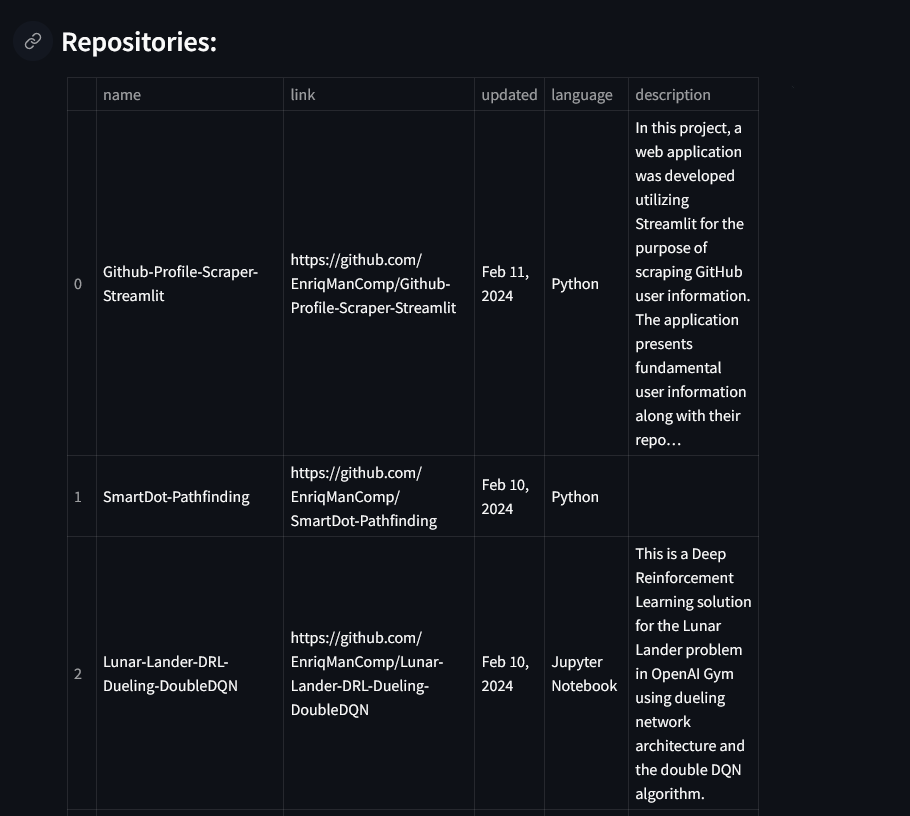 Repositories:
name link updated language description
0
Github-Profile-Scraper-
Streamlit
https://github.com/
EnriqManComp/Github-
Profile-Scraper-Streamlit
Feb 11,
2024
Python
In this project, a
web application
was developed
utilizing
Streamlit for the
purpose of
scraping GitHub
user information.
The application
presents
fundamental
user information
along with their
repo…
1
SmartDot-Pathfinding
https://github.com/
EnriqManComp/
SmartDot-Pathfinding
Feb 10,
2024
Python
2
Lunar-Lander-DRL-
Dueling-DoubleDQN
https://github.com/
EnriqManComp/Lunar-
Lander-DRL-Dueling-
DoubleDQN
Feb 10,
2024
Jupyter
Notebook
This is a Deep
Reinforcement
Learning solution
for the Lunar
Lander problem
in OpenAI Gym
using dueling
network
architecture and
the double DQN
algorithm.